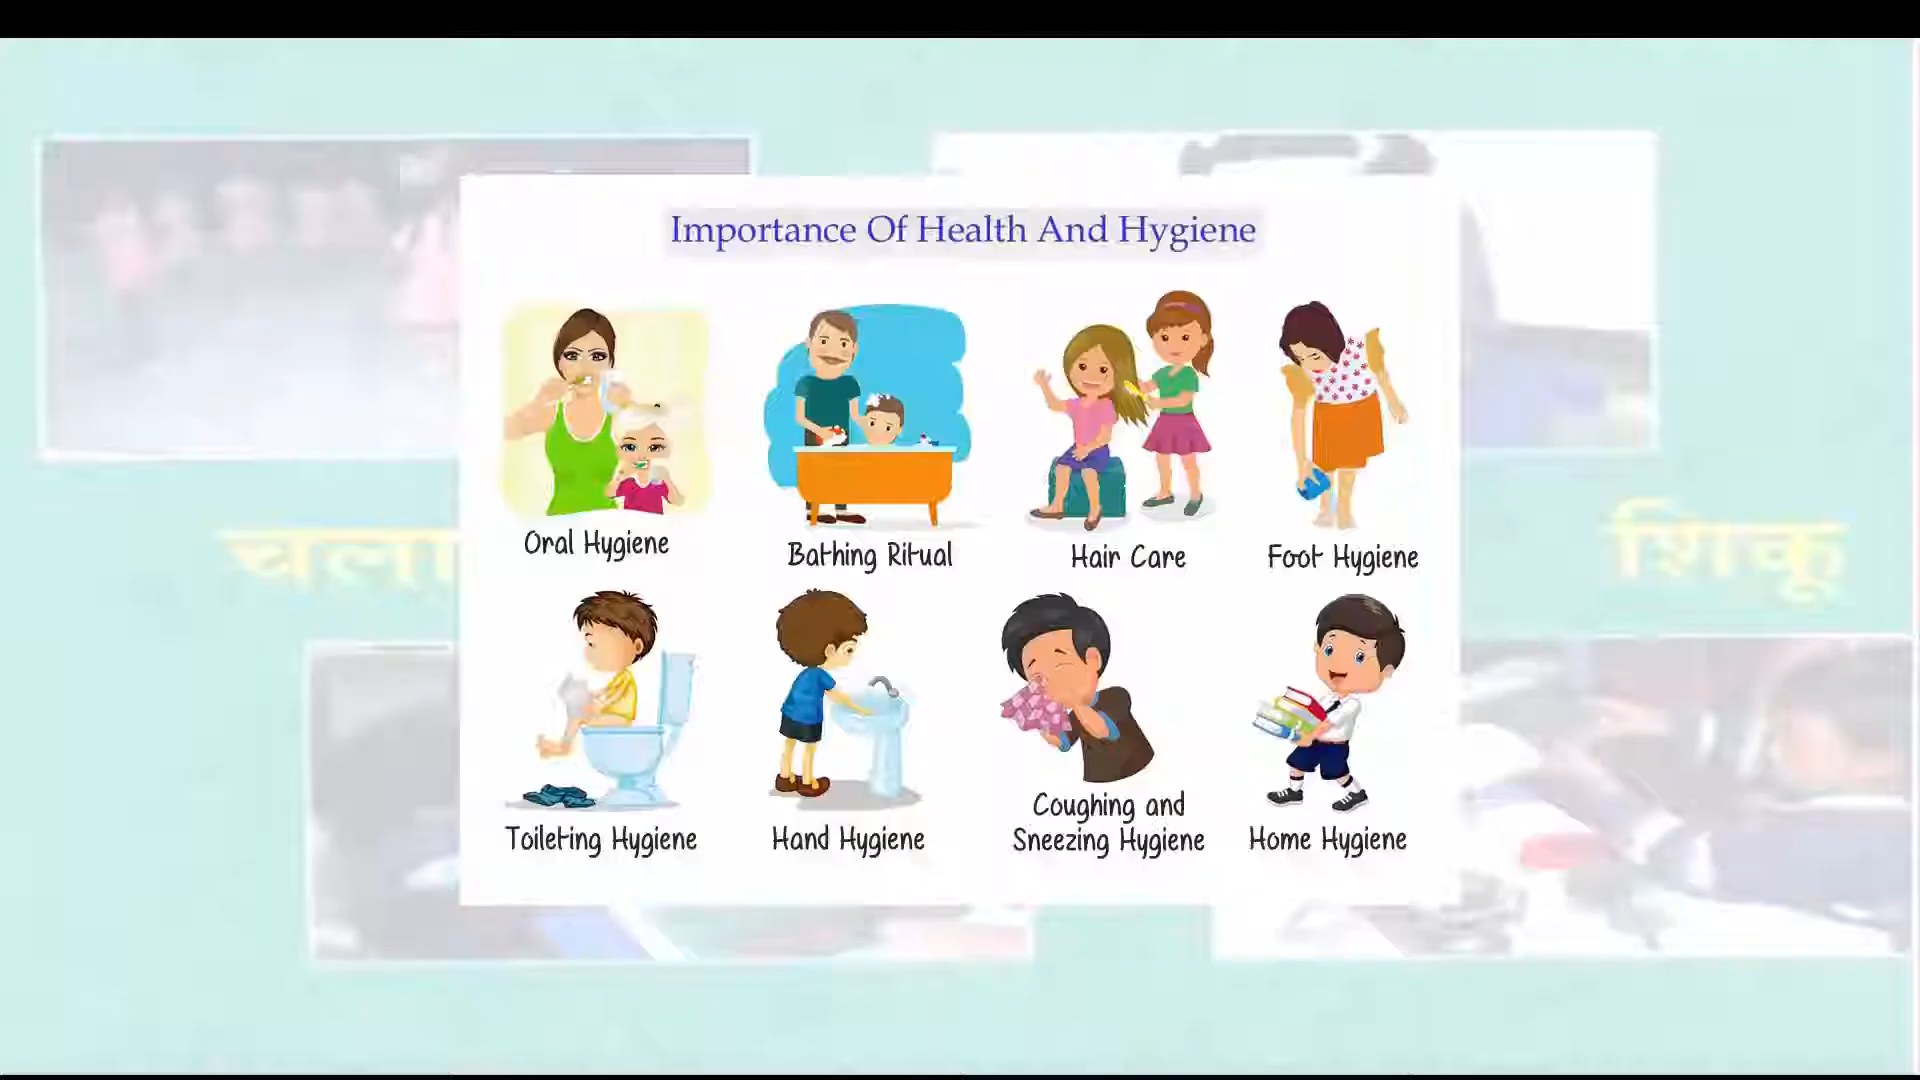 Importance Of Health And Hygiene
Oral Hygiene
Bathing Ritual
Hair Care
Foot Hygiene
Toileting Hygiene
Hand Hygiene
Coughing and
Sneezing Hygiene
Home Hygiene
चला
शिकू